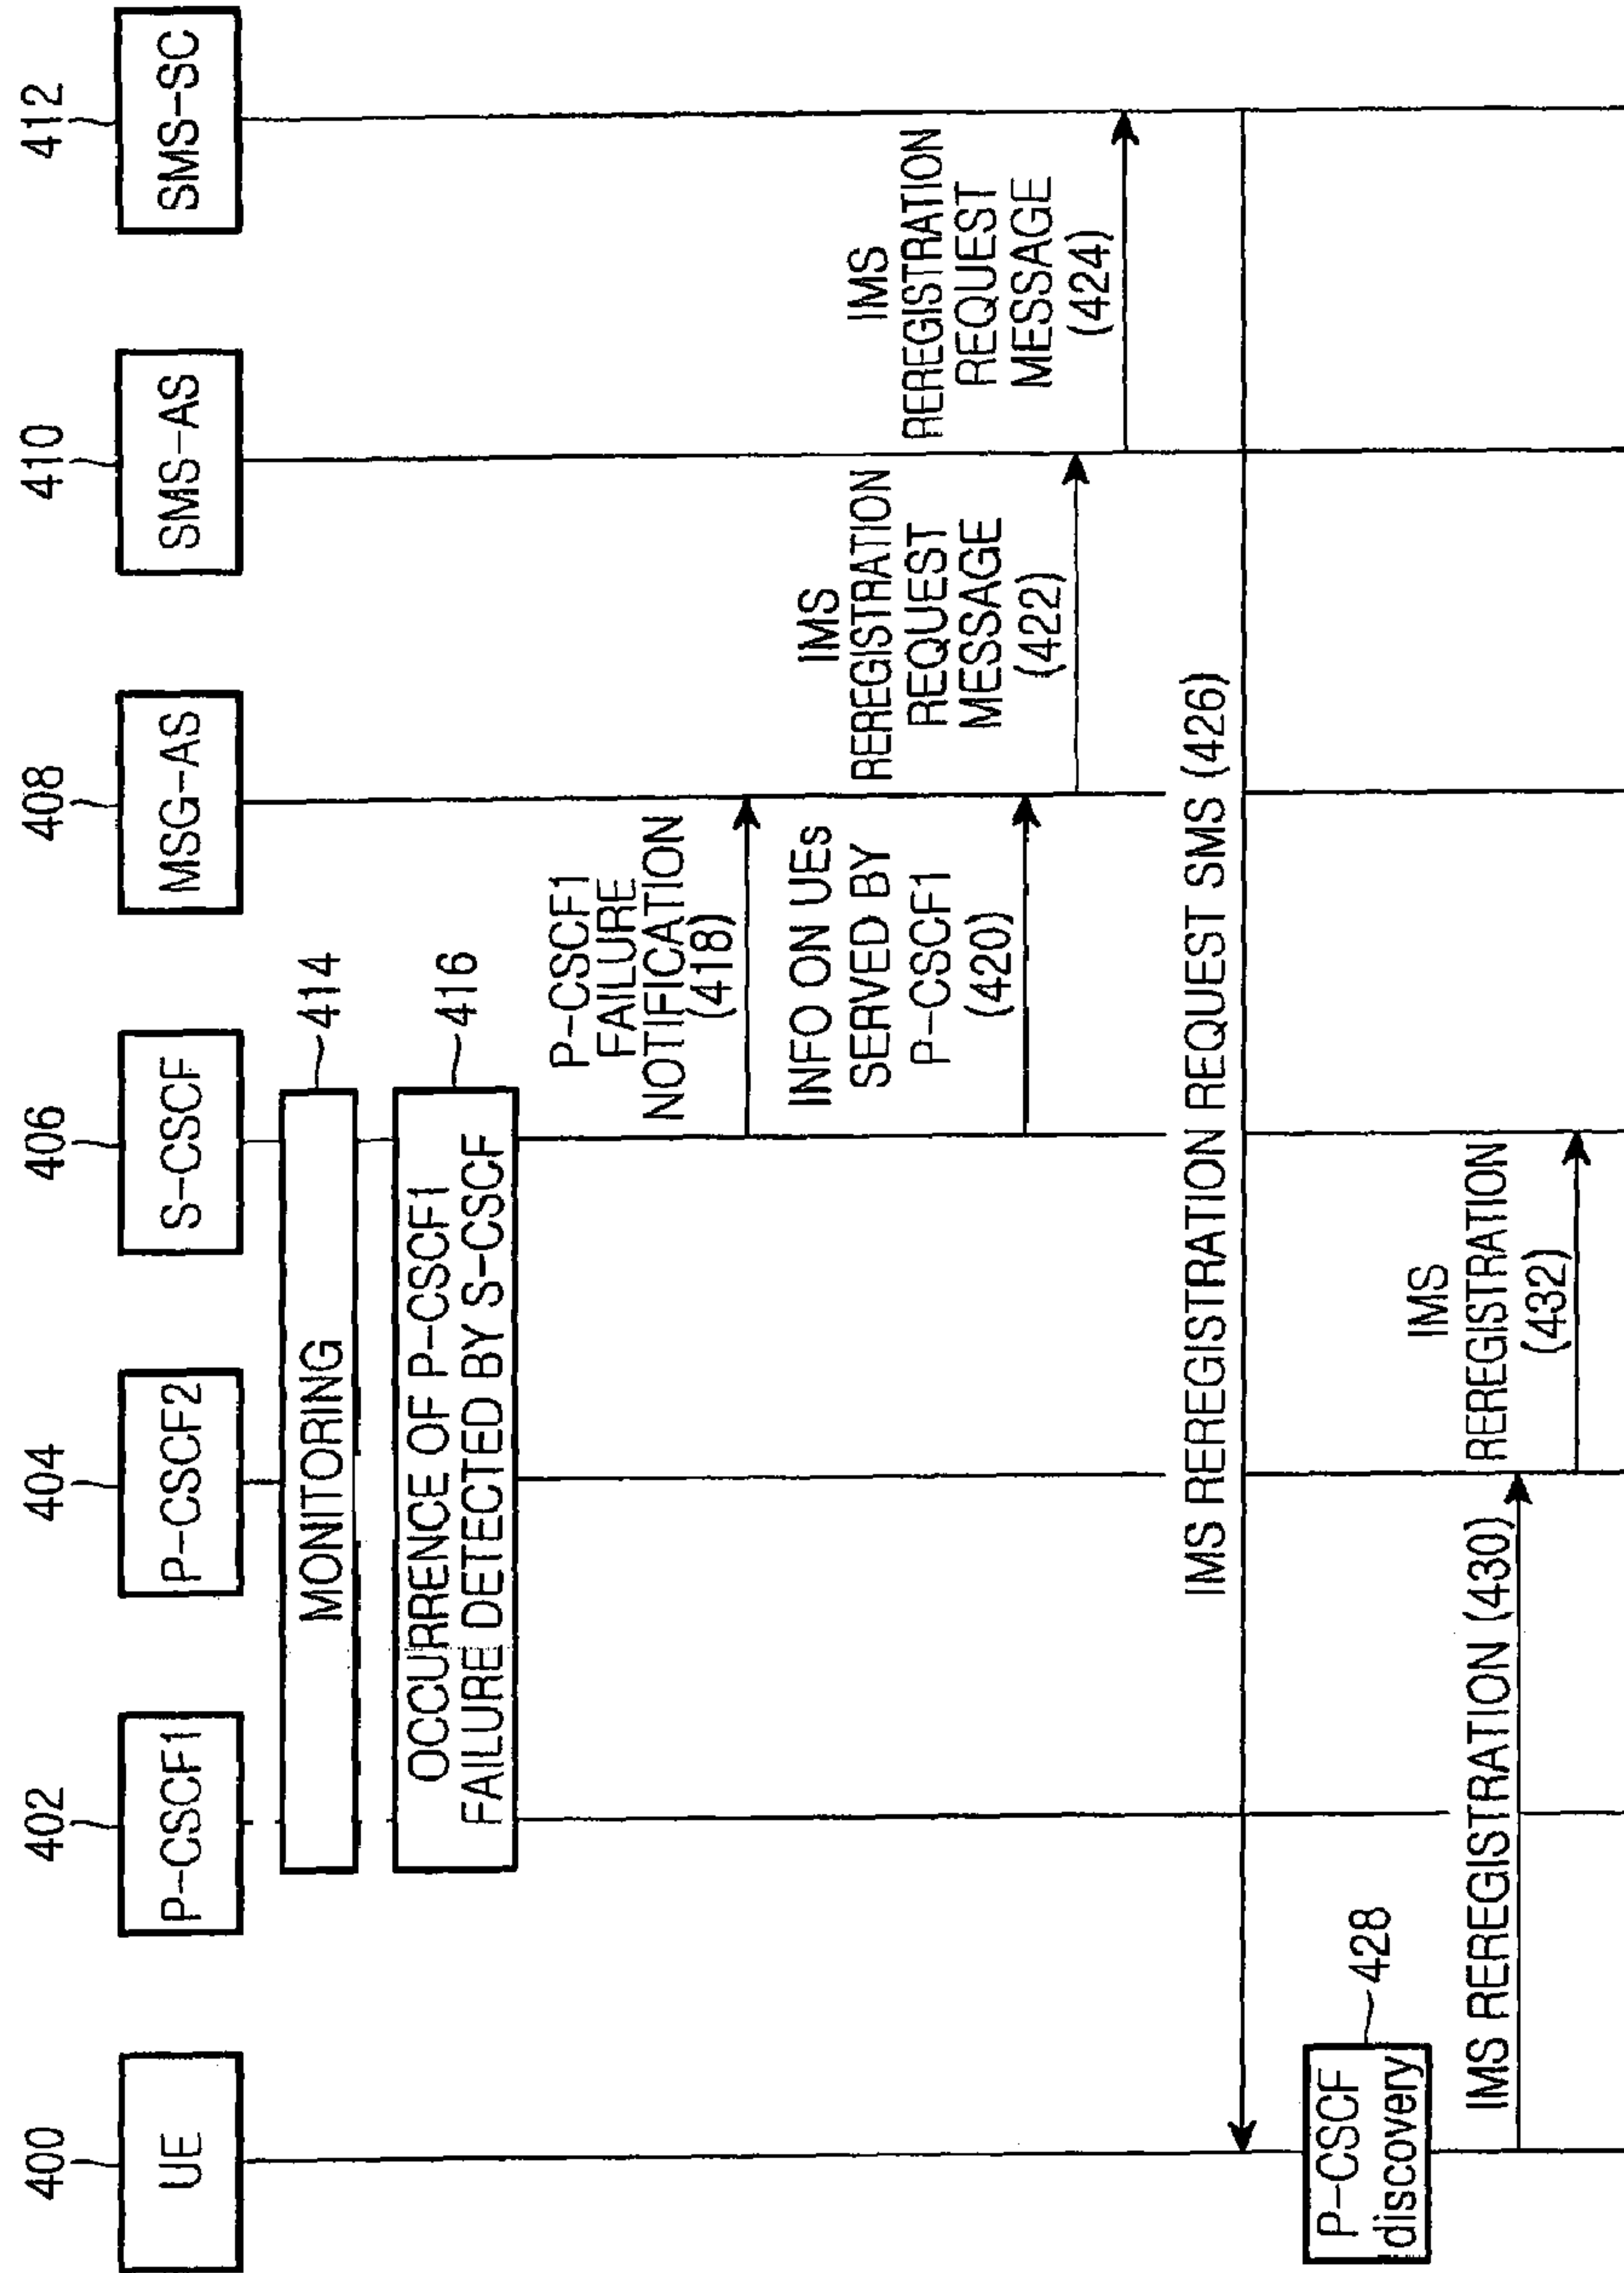 400
402
404
406
408
410
412
UE
P-CSCF1
P-CSCF2
S-CSCF
MSG-AS
SMS-AS
SMS-SC
MONITORING
414
OCCURRENCE OF P-CSCF1
FAILURE DETECTED BY S-CSCF
416
P-CSCF1
FAILURE
NOTIFICATION
(418)
INFO ON UEs
SERVED BY
P-CSCF1
(420)
IMS
REREGISTRATION
REQUEST
MESSAGE
(422)
IMS
REREGISTRATION
REQUEST
MESSAGE
(424)
IMS REREGISTRATION REQUEST SMS (426)
P-CSCF
discovery
428
IMS REREGISTRATION (430)
IMS
REREGISTRATION
(432)